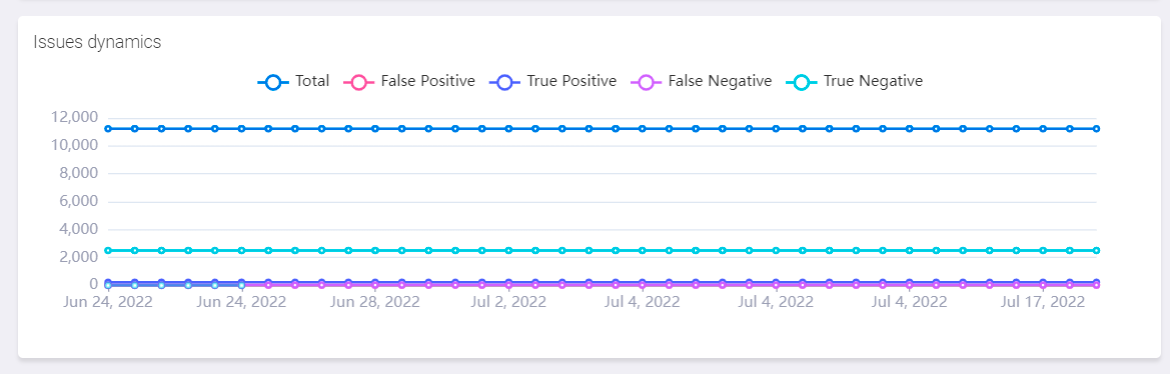 Issues dynamics
Total False Positive True Positive False Negative True Negative
12,000
10,000
8,000
6,000
4,000
2,000
0
Jun 24, 2022 Jun 24, 2022 Jun 28, 2022 Jul 2, 2022 Jul 4, 2022 Jul 4, 2022 Jul 4, 2022 Jul 17, 2022